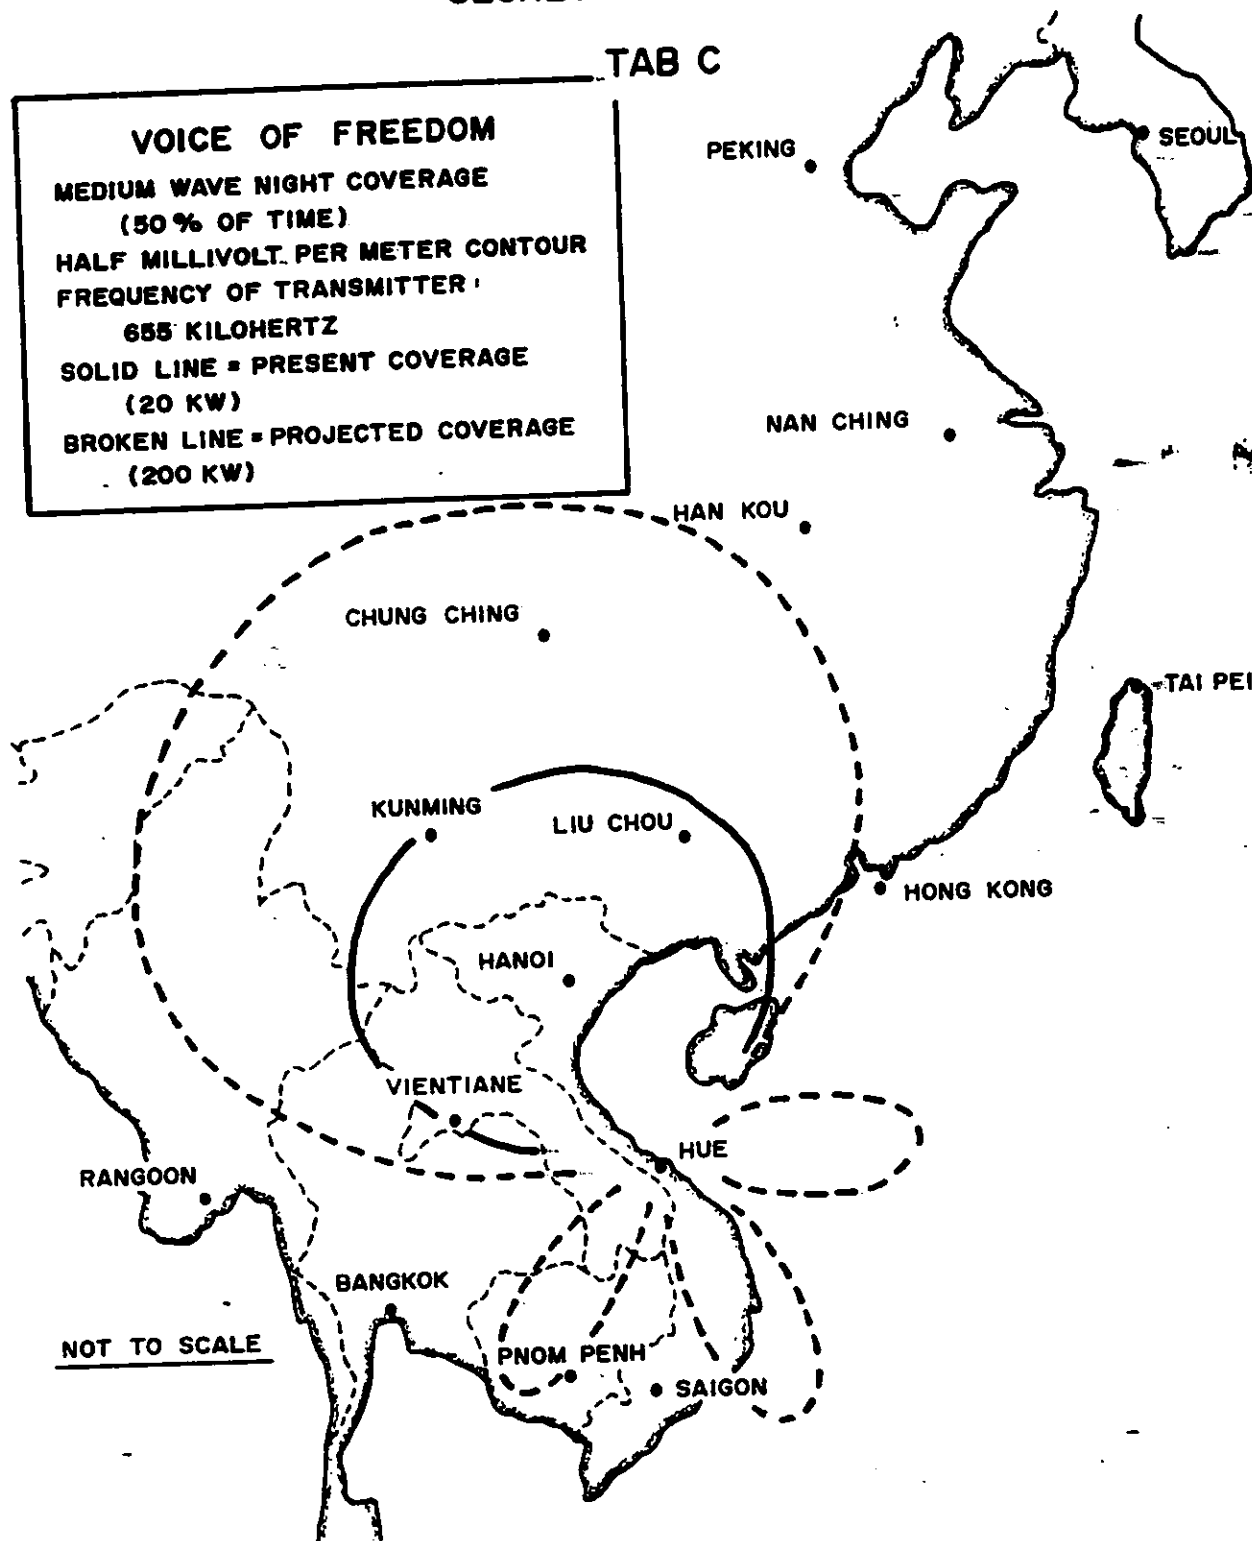 TAB C
VOICE OF FREEDOM
MEDIUM WAVE NIGHT COVERAGE
(50% OF TIME)
HALF MILLIVOLT PER METER CONTOUR
FREQUENCY OF TRANSMITTER:
655 KILOHERTZ
SOLID LINE = PRESENT COVERAGE
(20 KW)
BROKEN LINE = PROJECTED COVERAGE
(200 KW)
PEKING
SEOUL
NAN CHING
HAN KOU
CHUNG CHING
TAI PEI
KUNMING
LIU CHOU
HONG KONG
HANOI
VIENTIANE
HUE
RANGOON
BANGKOK
NOT TO SCALE
PNOM PENH
SAIGON